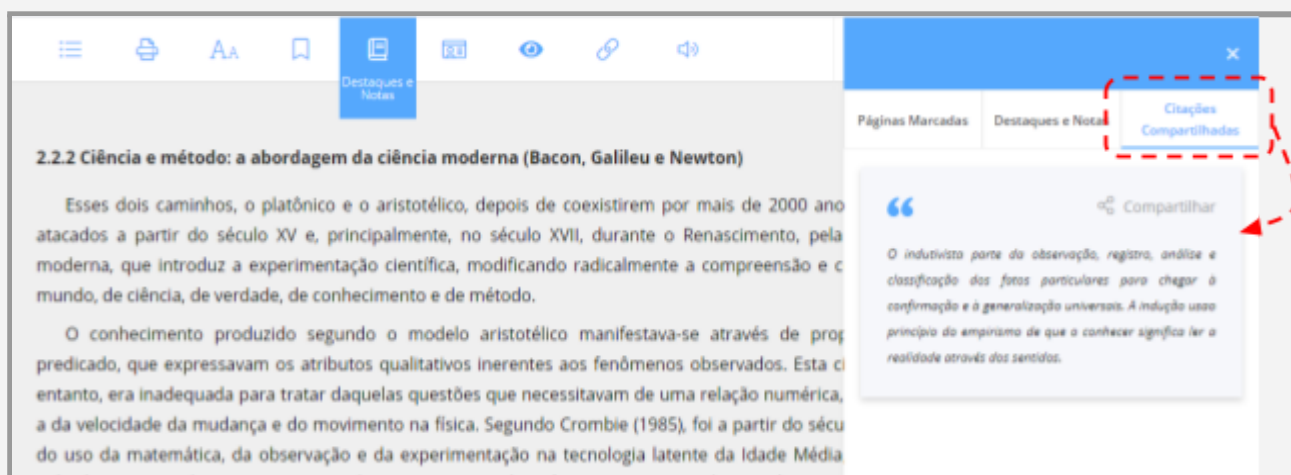 Destaques e
Notas
Páginas Marcadas
Destaques e Notas
Citações
Compartilhadas
2.2.2 Ciência e método: a abordagem da ciência moderna (Bacon, Galileu e Newton)
Esses dois caminhos, o platônico e o aristotélico, depois de coexistirem por mais de 2000 ano
atacados a partir do século XV e, principalmente, no século XVII, durante o Renascimento, pela
moderna, que introduz a experimentação científica, modificando radicalmente a compreensão e c
mundo, de ciência, de verdade, de conhecimento e de método.
O conhecimento produzido segundo o modelo aristotélico manifestava-se através de prop
predicado, que expressavam os atributos qualitativos inerentes aos fenômenos observados. Esta ci
entanto, era inadequada para tratar daquelas questões que necessitavam de uma relação numérica,
a da velocidade da mudança e do movimento na física. Segundo Crombie (1985), foi a partir do sécu
do uso da matemática, da observação e da experimentação na tecnologia latente da Idade Média
Compartilhar
O indutivista parte da observação, registro, análise e
classificação dos fatos particulares para chegar à
confirmação e à generalização universais. A indução usao
princípio do empirismo de que o conhecer significa ler a
realidade através dos sentidos.